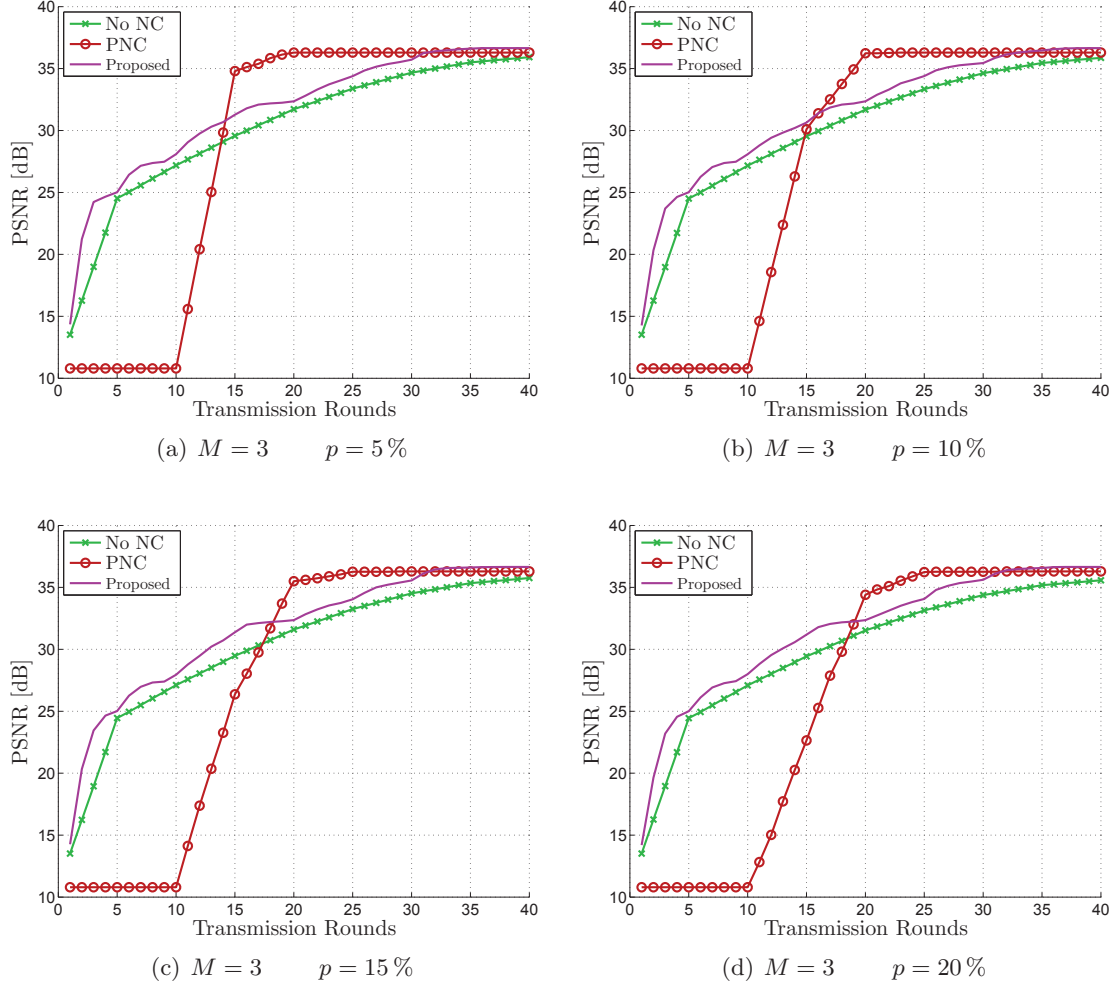 No NC
PNC
Proposed
PSNR [dB]
40
35
30
25
20
15
10
0 5 10 15 20 25 30 35 40
Transmission Rounds
(a) M = 3 p = 5 %
No NC
PNC
Proposed
PSNR [dB]
40
35
30
25
20
15
10
0 5 10 15 20 25 30 35 40
Transmission Rounds
(b) M = 3 p = 10 %
No NC
PNC
Proposed
PSNR [dB]
40
35
30
25
20
15
10
0 5 10 15 20 25 30 35 40
Transmission Rounds
(c) M = 3 p = 15 %
No NC
PNC
Proposed
PSNR [dB]
40
35
30
25
20
15
10
0 5 10 15 20 25 30 35 40
Transmission Rounds
(d) M = 3 p = 20 %